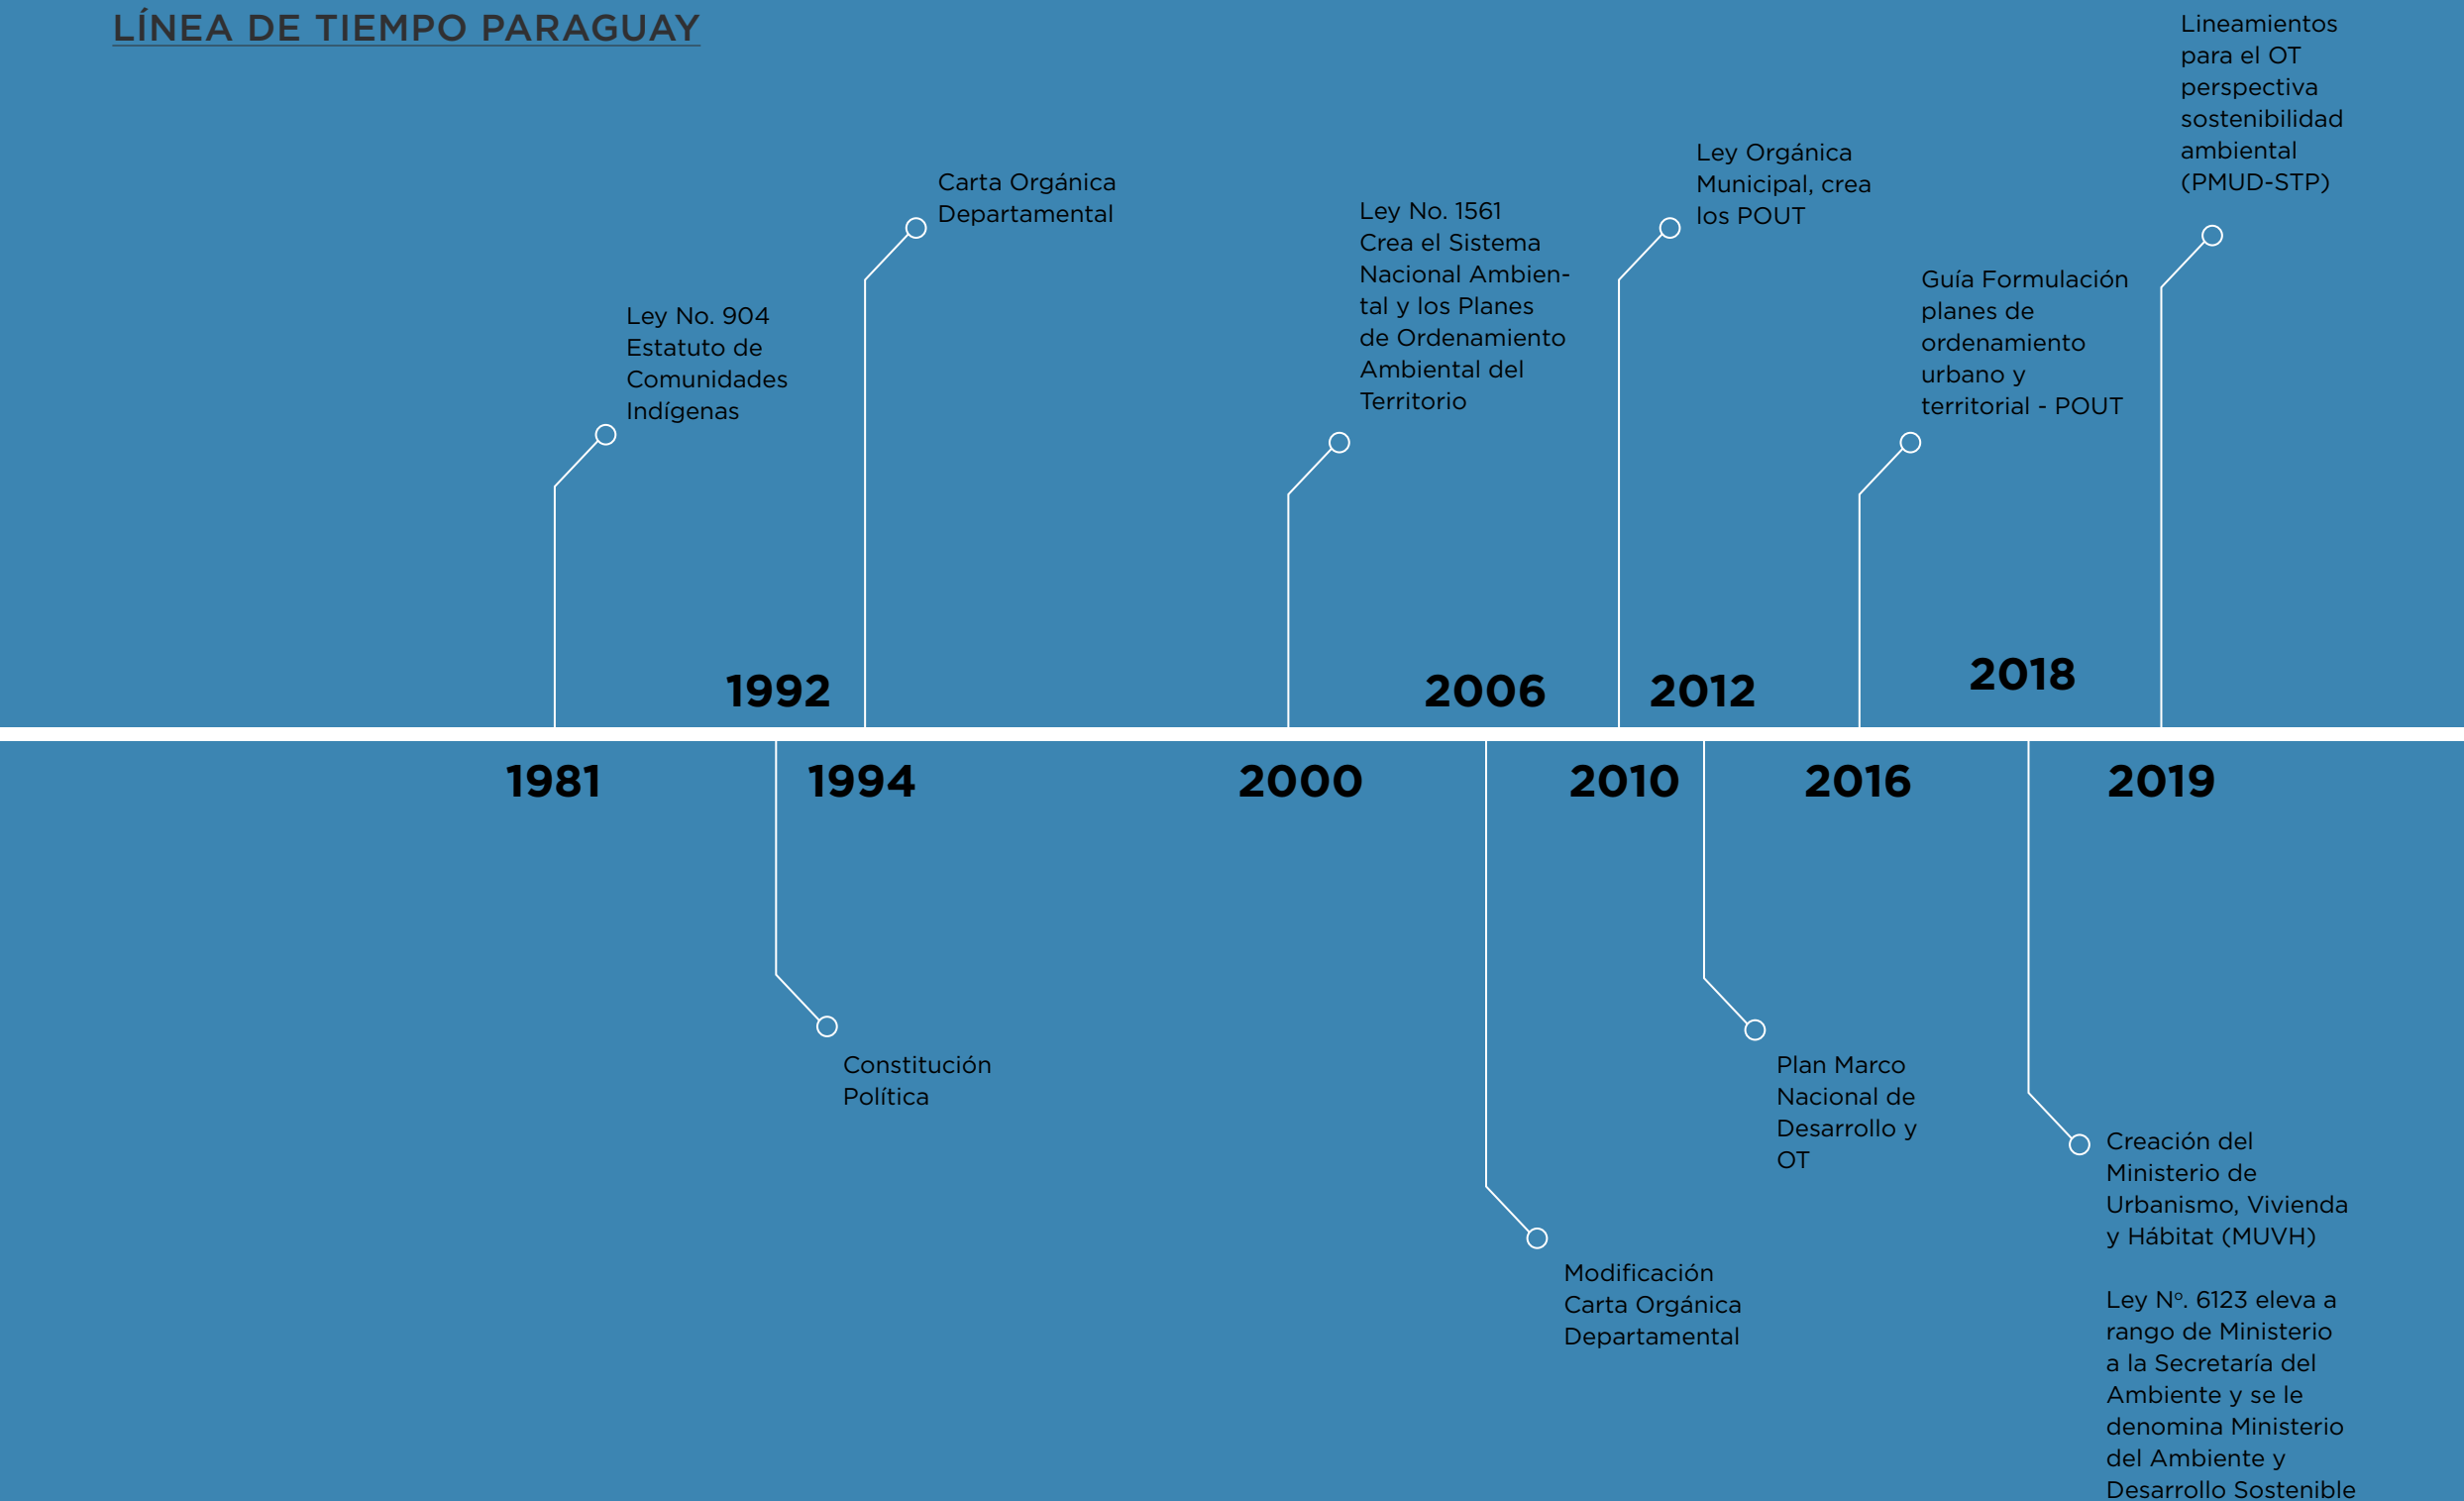 LÍNEA DE TIEMPO PARAGUAY
Ley No. 904
Estatuto de
Comunidades
Indígenas
1981
1992
Constitución
Política
Carta Orgánica
Departamental
1994
Ley No. 1561
Crea el Sistema
Nacional Ambien-
tal y los Planes
de Ordenamiento
Ambiental del
Territorio
2000
2006
Modificación
Carta Orgánica
Departamental
Ley Orgánica
Municipal, crea
los POUT
2010
2012
Plan Marco
Nacional de
Desarrollo y
OT
Guía Formulación
planes de
ordenamiento
urbano y
territorial - POUT
2016
2018
Creación del
Ministerio de
Urbanismo, Vivienda
y Hábitat (MUVH)
Ley Nº. 6123 eleva a
rango de Ministerio
a la Secretaría del
Ambiente y se le
denomina Ministerio
del Ambiente y
Desarrollo Sostenible
Lineamientos
para el OT
perspectiva
sostenibilidad
ambiental
(PMUD-STP)
2019